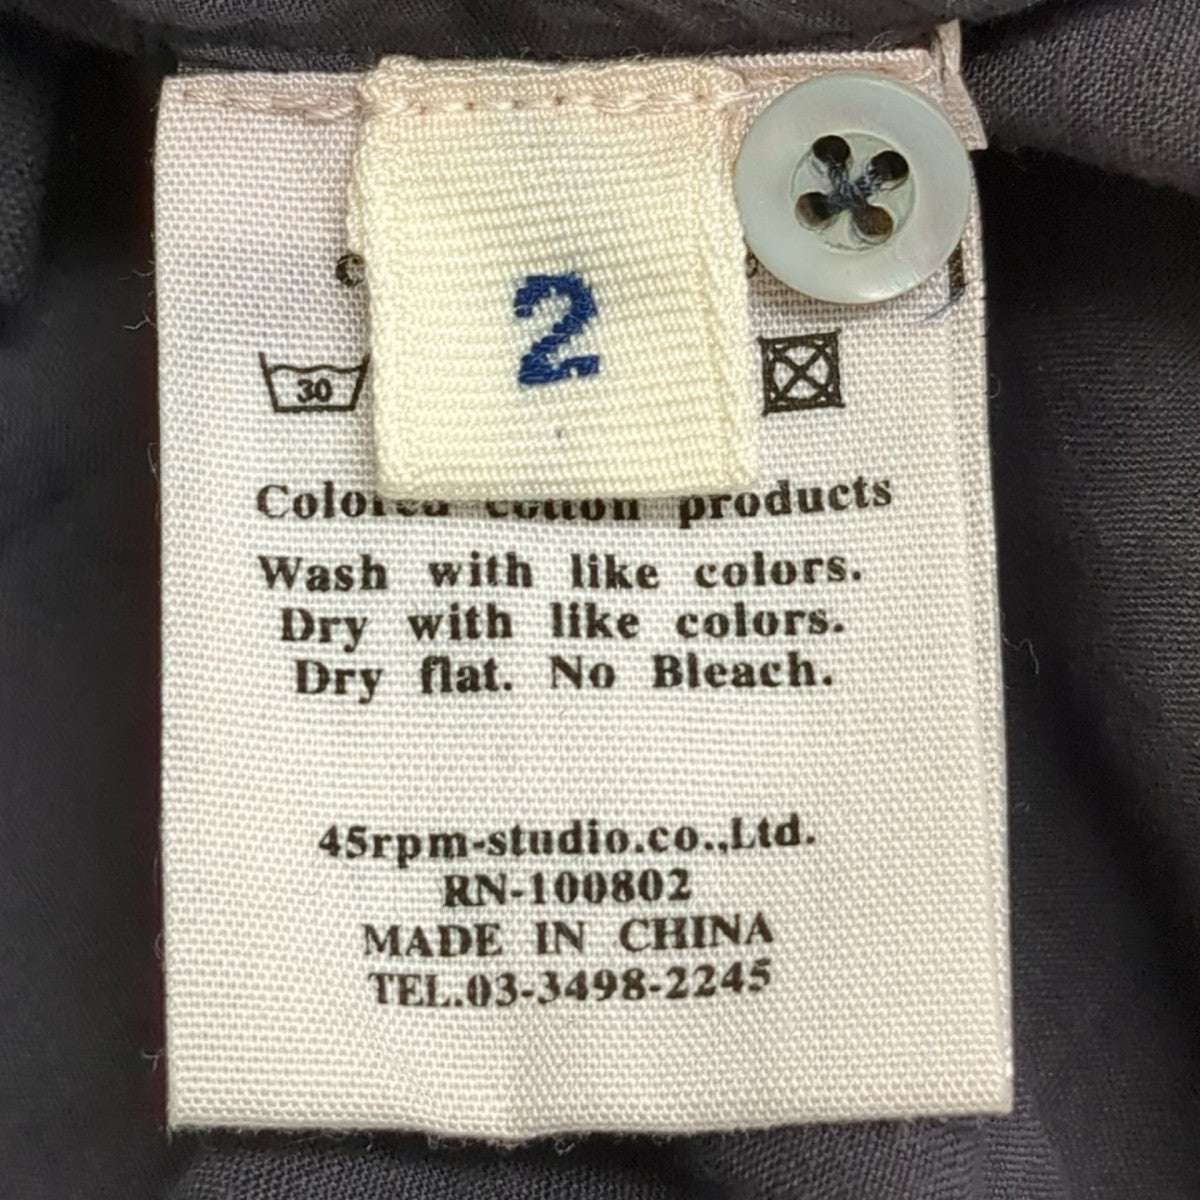 2
30
Colored cotton products
Wash with like colors.
Dry with like colors.
Dry flat. No Bleach.
45rpm-studio.co.,Ltd.
RN-100802
MADE IN CHINA
TEL.03-3498-2245